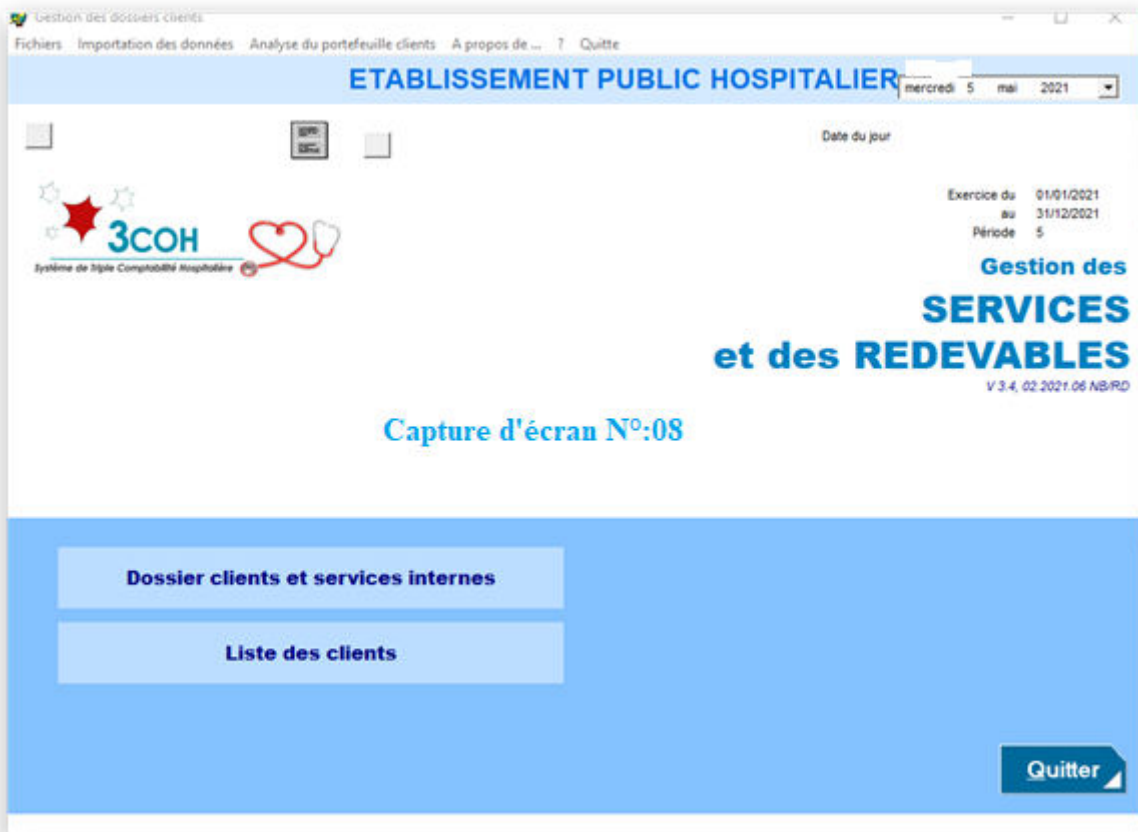 Gestion des dossiers clients
Fichiers Importation des données Analyse du portefeuille clients A propos de ... ? Quitte
ETABLISSEMENT PUBLIC HOSPITALIER
mercredi 5 mai 2021
Date du jour
Exercice du 01/01/2021
au 31/12/2021
Période 5
3COH
Système de Triple Comptabilité Hospitalière
Gestion des
SERVICES
et des REDEVABLES
V 3.4, 02.2021.06 NB/RD
Capture d'écran N°:08
Dossier clients et services internes
Liste des clients
Quitter